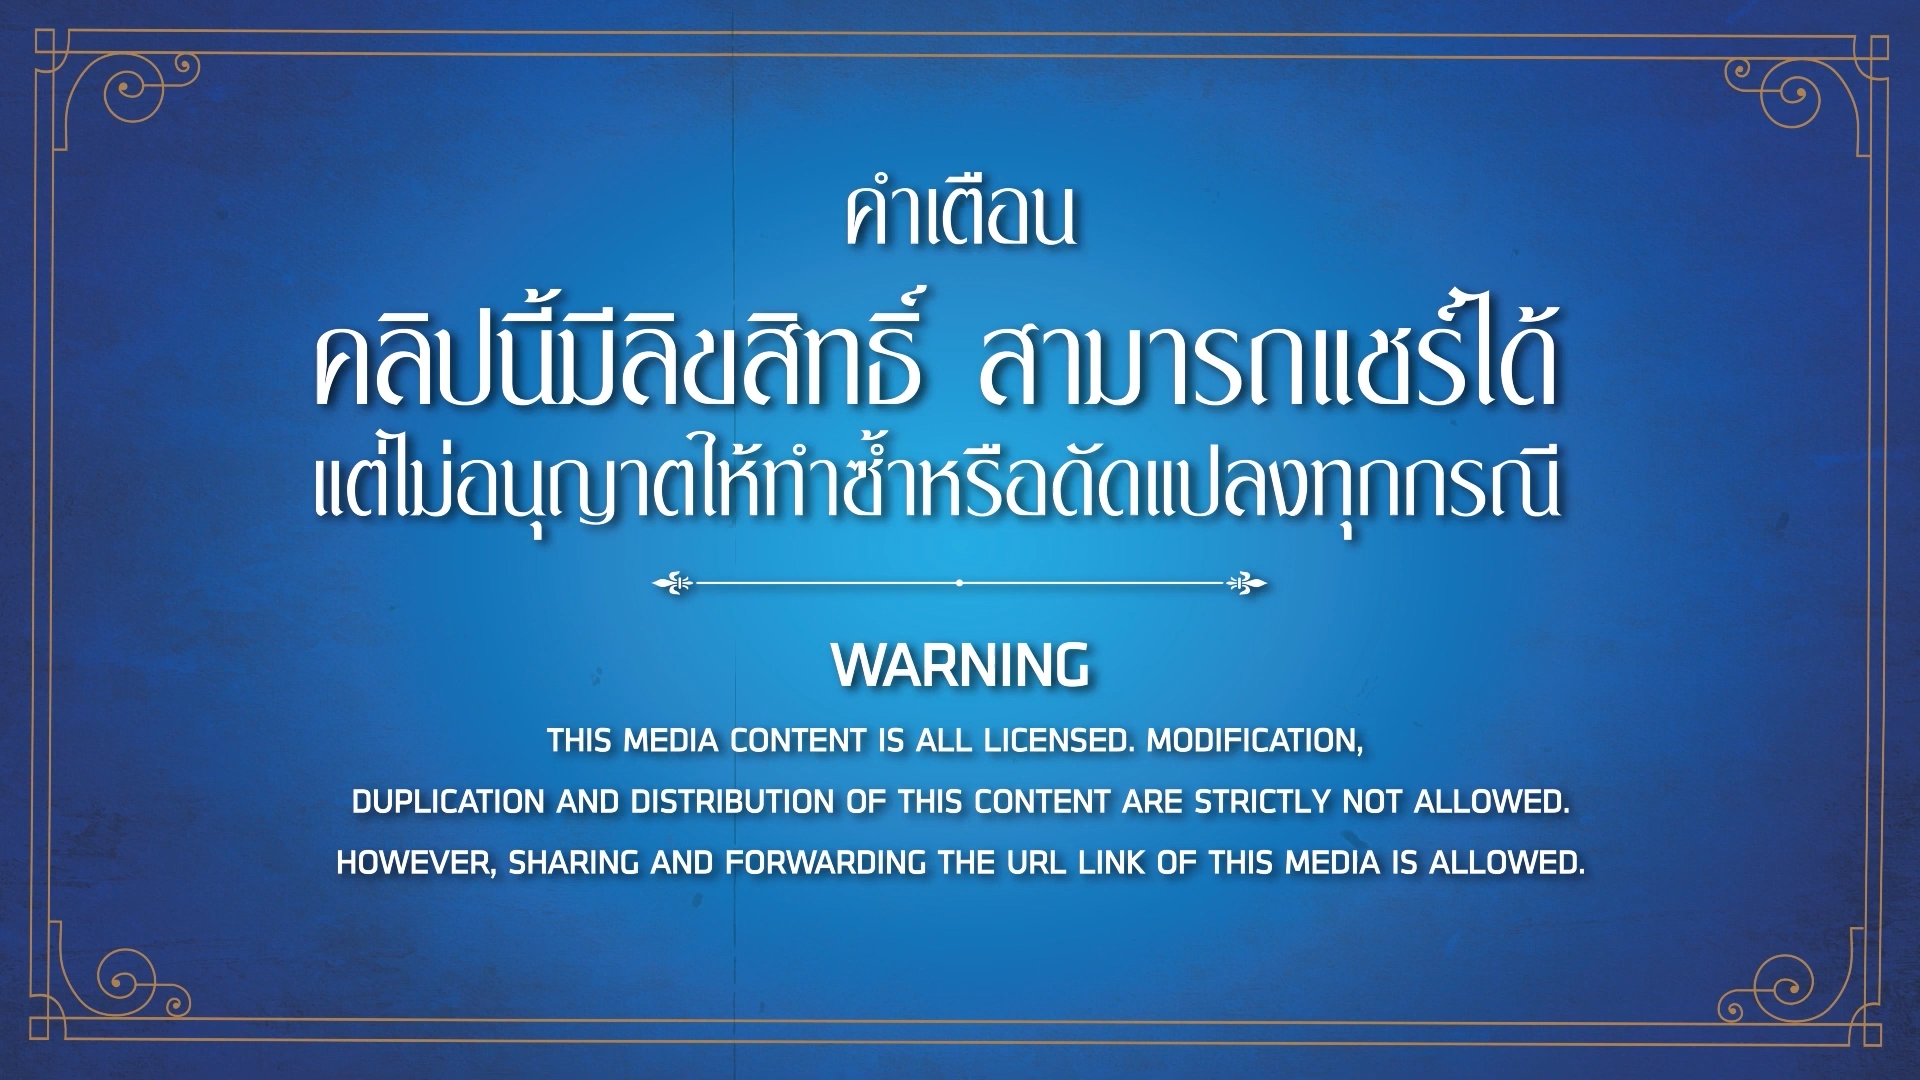 คำเตือน
คลิปนี้มีลิขสิทธิ์ สามารถแชร์ได้
แต่ไม่อนุญาตให้ทำซ้ำหรือดัดแปลงทุกกรณี
WARNING
THIS MEDIA CONTENT IS ALL LICENSED. MODIFICATION,
DUPLICATION AND DISTRIBUTION OF THIS CONTENT ARE STRICTLY NOT ALLOWED.
HOWEVER, SHARING AND FORWARDING THE URL LINK OF THIS MEDIA IS ALLOWED.